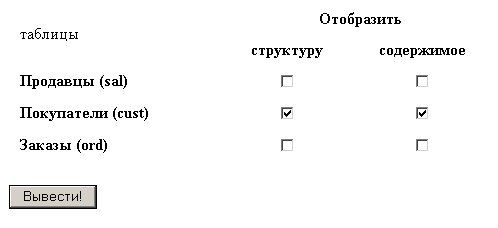 Отобразить
таблицы
структуру содержимое
Продавцы (sal)
Покупатели (cust)
Заказы (ord)
Вывести!